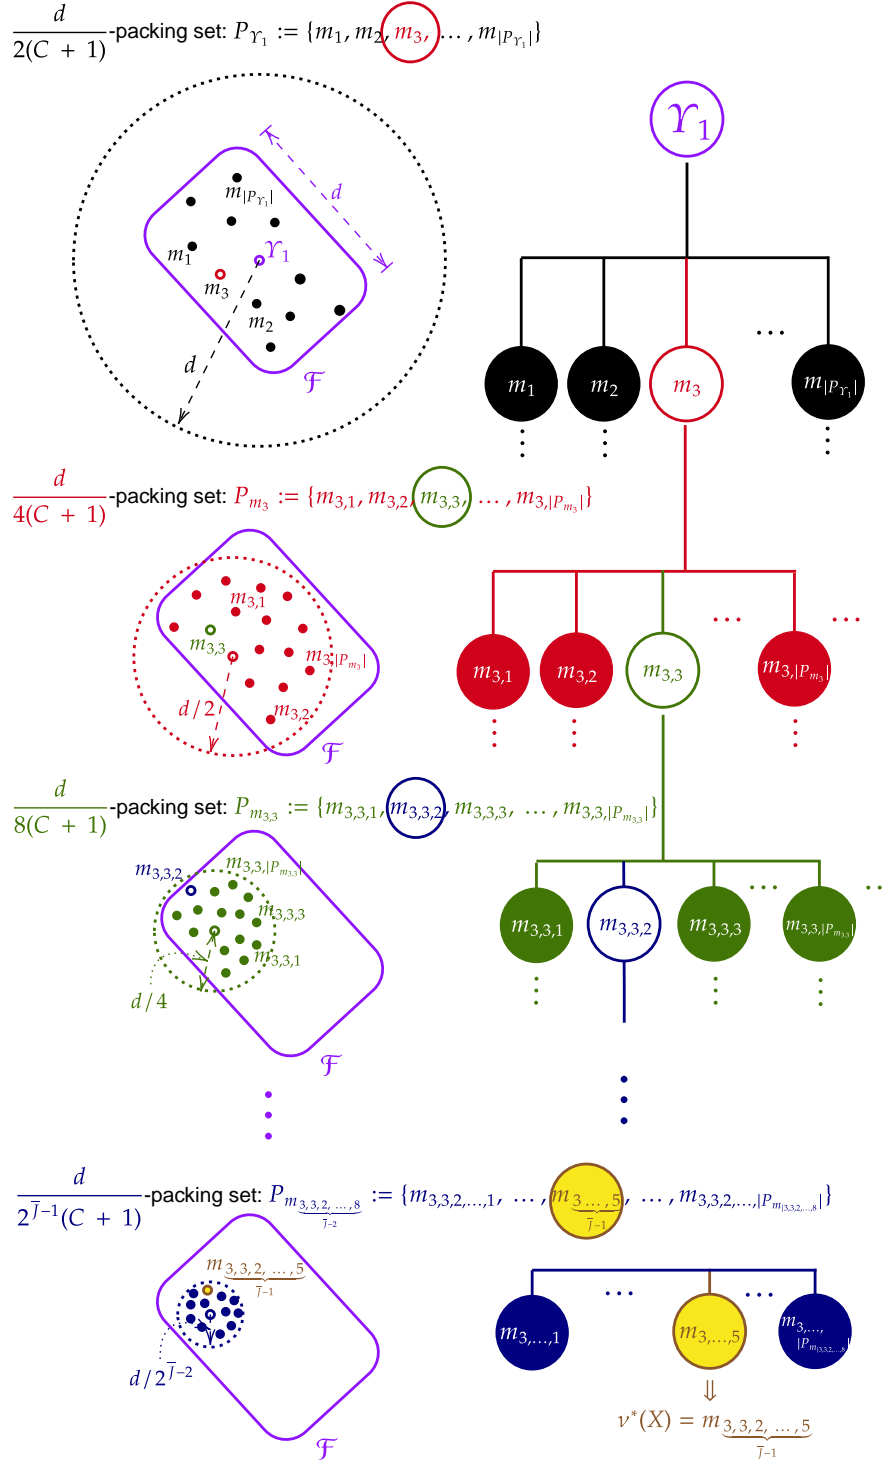 d/2(C + 1)-packing set: P_{ϒ_1} := {m_1, m_2, m_3, …, m_{|P_{ϒ_1}|}}
ϒ_1
m_{|P_{ϒ_1}|}
d
m_1
ϒ_1
m_3
m_2
d
ℱ
…
m_1 m_2 m_3 m_{|P_{ϒ_1}|}
⋮ ⋮ ⋮
d/4(C + 1)-packing set: P_{m_3} := {m_{3,1}, m_{3,2}, m_{3,3}, …, m_{3,|P_{m_3}|}}
m_{3,1}
m_{3,3}
m_{3,|P_{m_3}|}
d/2
m_{3,2}
ℱ
… …
m_{3,1} m_{3,2} m_{3,3} m_{3,|P_{m_3}|}
⋮ ⋮ ⋮
d/8(C + 1)-packing set: P_{m_{3,3}} := {m_{3,3,1}, m_{3,3,2}, m_{3,3,3}, …, m_{3,3,|P_{m_{3,3}}|}}
m_{3,3,2}
m_{3,3,|P_{m_{3,3}}|}
m_{3,3,3}
m_{3,3,1}
d/4
ℱ
… …
m_{3,3,1} m_{3,3,2} m_{3,3,3} m_{3,3,|P_{m_{3,3}}|}
⋮ ⋮ ⋮
⋮ ⋮
d/2^{J̅−1}(C + 1)-packing set: P_{m_{3,3,2,…,8}} := {m_{3,3,2,…,1}, …, m_{3…,5}, …, m_{3,3,2,…,|P_{m_{|3,3,2,…,8}}|}}
J̅−2 J̅−1
m_{3,3,2,…,5}
J̅−1
d/2^{J̅−2}
ℱ
… …
m_{3,…,1} m_{3,…,5} m_{3,…,|P_{m_{|3,3,2,…,8}}|}
⇓
ν*(X) = m_{3,3,2,…,5}
J̅−1